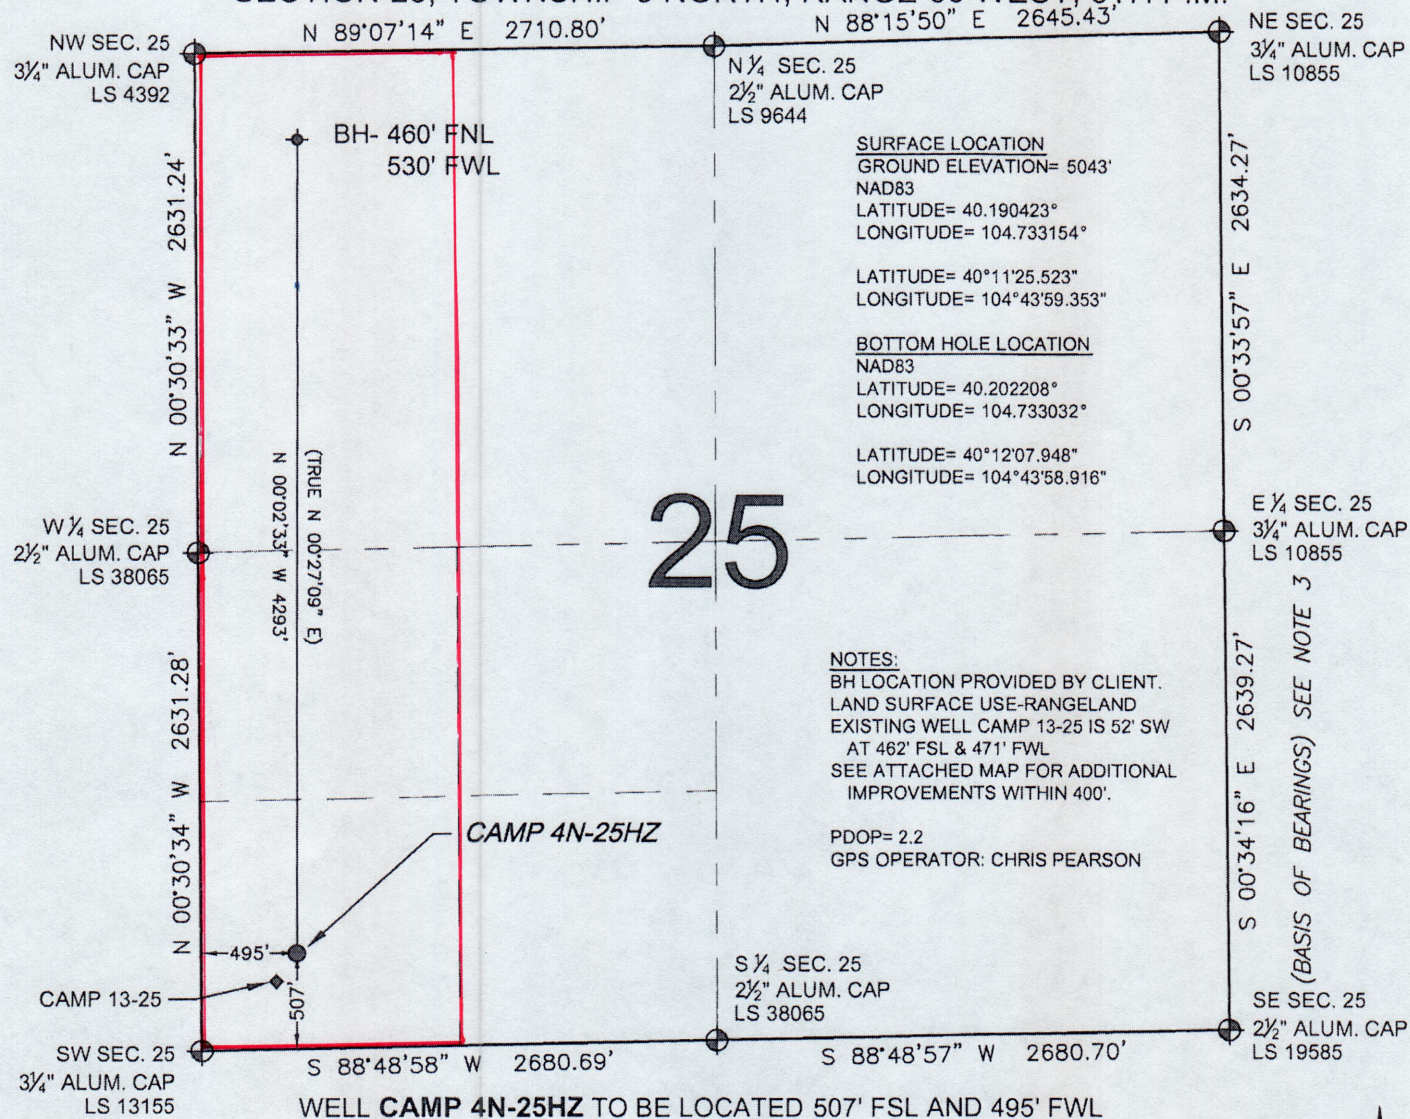 N 89°07'14" E 2710.80'
N 88°15'50" E 2645.43'
NW SEC. 25
3¼" ALUM. CAP
LS 4392
N ¼ SEC. 25
2½" ALUM. CAP
LS 9644
NE SEC. 25
3¼" ALUM. CAP
LS 10855
BH- 460' FNL
530' FWL
SURFACE LOCATION
GROUND ELEVATION= 5043'
NAD83
LATITUDE= 40.190423°
LONGITUDE= 104.733154°
LATITUDE= 40°11'25.523"
LONGITUDE= 104°43'59.353"
BOTTOM HOLE LOCATION
NAD83
LATITUDE= 40.202208°
LONGITUDE= 104.733032°
LATITUDE= 40°12'07.948"
LONGITUDE= 104°43'58.916"
N 00°30'33" W 2631.24'
S 00°33'57" E 2634.27'
(TRUE N 00°27'09" E)
N 00°02'33" W 4293'
W ¼ SEC. 25
2½" ALUM. CAP
LS 38065
25
E ¼ SEC. 25
3¼" ALUM. CAP
LS 10855
NOTES:
BH LOCATION PROVIDED BY CLIENT.
LAND SURFACE USE-RANGELAND
EXISTING WELL CAMP 13-25 IS 52' SW
AT 462' FSL & 471' FWL
SEE ATTACHED MAP FOR ADDITIONAL
IMPROVEMENTS WITHIN 400'.
PDOP= 2.2
GPS OPERATOR: CHRIS PEARSON
N 00°30'34" W 2631.28'
S 00°34'16" E 2639.27'
(BASIS OF BEARINGS) SEE NOTE 3
CAMP 4N-25HZ
495'
507'
CAMP 13-25
S ¼ SEC. 25
2½" ALUM. CAP
LS 38065
SW SEC. 25
3¼" ALUM. CAP
LS 13155
SE SEC. 25
2½" ALUM. CAP
LS 19585
S 88°48'58" W 2680.69'
S 88°48'57" W 2680.70'
WELL CAMP 4N-25HZ TO BE LOCATED 507' FSL AND 495' FWL